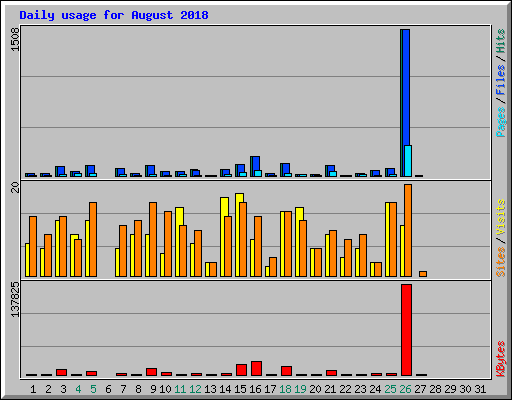 Daily usage for August 2018
1508
Pages / Files / Hits
20
Sites / Visits
137825
KBytes
1 2 3 4 5 6 7 8 9 10 11 12 13 14 15 16 17 18 19 20 21 22 23 24 25 26 27 28 29 30 31